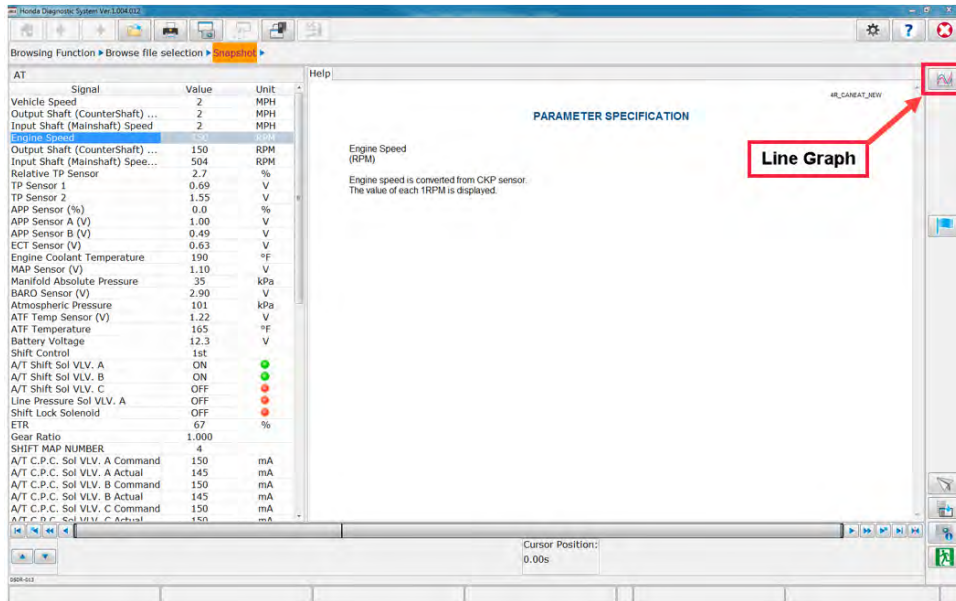 Honda Diagnostic System Ver.1.004.012
Browsing Function ▸ Browse file selection ▸ Snapshot ▸
AT
Signal Value Unit
Vehicle Speed 2 MPH
Output Shaft (CounterShaft) ... 2 MPH
Input Shaft (Mainshaft) Speed 2 MPH
Engine Speed 150 RPM
Output Shaft (CounterShaft) ... 150 RPM
Input Shaft (Mainshaft) Spee... 504 RPM
Relative TP Sensor 2.7 %
TP Sensor 1 0.69 V
TP Sensor 2 1.55 V
APP Sensor (%) 0.0 %
APP Sensor A (V) 1.00 V
APP Sensor B (V) 0.49 V
ECT Sensor (V) 0.63 V
Engine Coolant Temperature 190 °F
MAP Sensor (V) 1.10 V
Manifold Absolute Pressure 35 kPa
BARO Sensor (V) 2.90 V
Atmospheric Pressure 101 kPa
ATF Temp Sensor (V) 1.22 V
ATF Temperature 165 °F
Battery Voltage 12.3 V
Shift Control 1st
A/T Shift Sol VLV. A ON
A/T Shift Sol VLV. B ON
A/T Shift Sol VLV. C OFF
Line Pressure Sol VLV. A OFF
Shift Lock Solenoid OFF
ETR 67 %
Gear Ratio 1.000
SHIFT MAP NUMBER 4
A/T C.P.C. Sol VLV. A Command 150 mA
A/T C.P.C. Sol VLV. A Actual 145 mA
A/T C.P.C. Sol VLV. B Command 150 mA
A/T C.P.C. Sol VLV. B Actual 145 mA
A/T C.P.C. Sol VLV. C Command 150 mA
A/T C.P.C. Sol VLV. C Actual 150 mA
Help
4R_CANEAT_NEW
PARAMETER SPECIFICATION
Engine Speed
(RPM)
Engine speed is converted from CKP sensor.
The value of each 1RPM is displayed.
Line Graph
Cursor Position:
0.00s